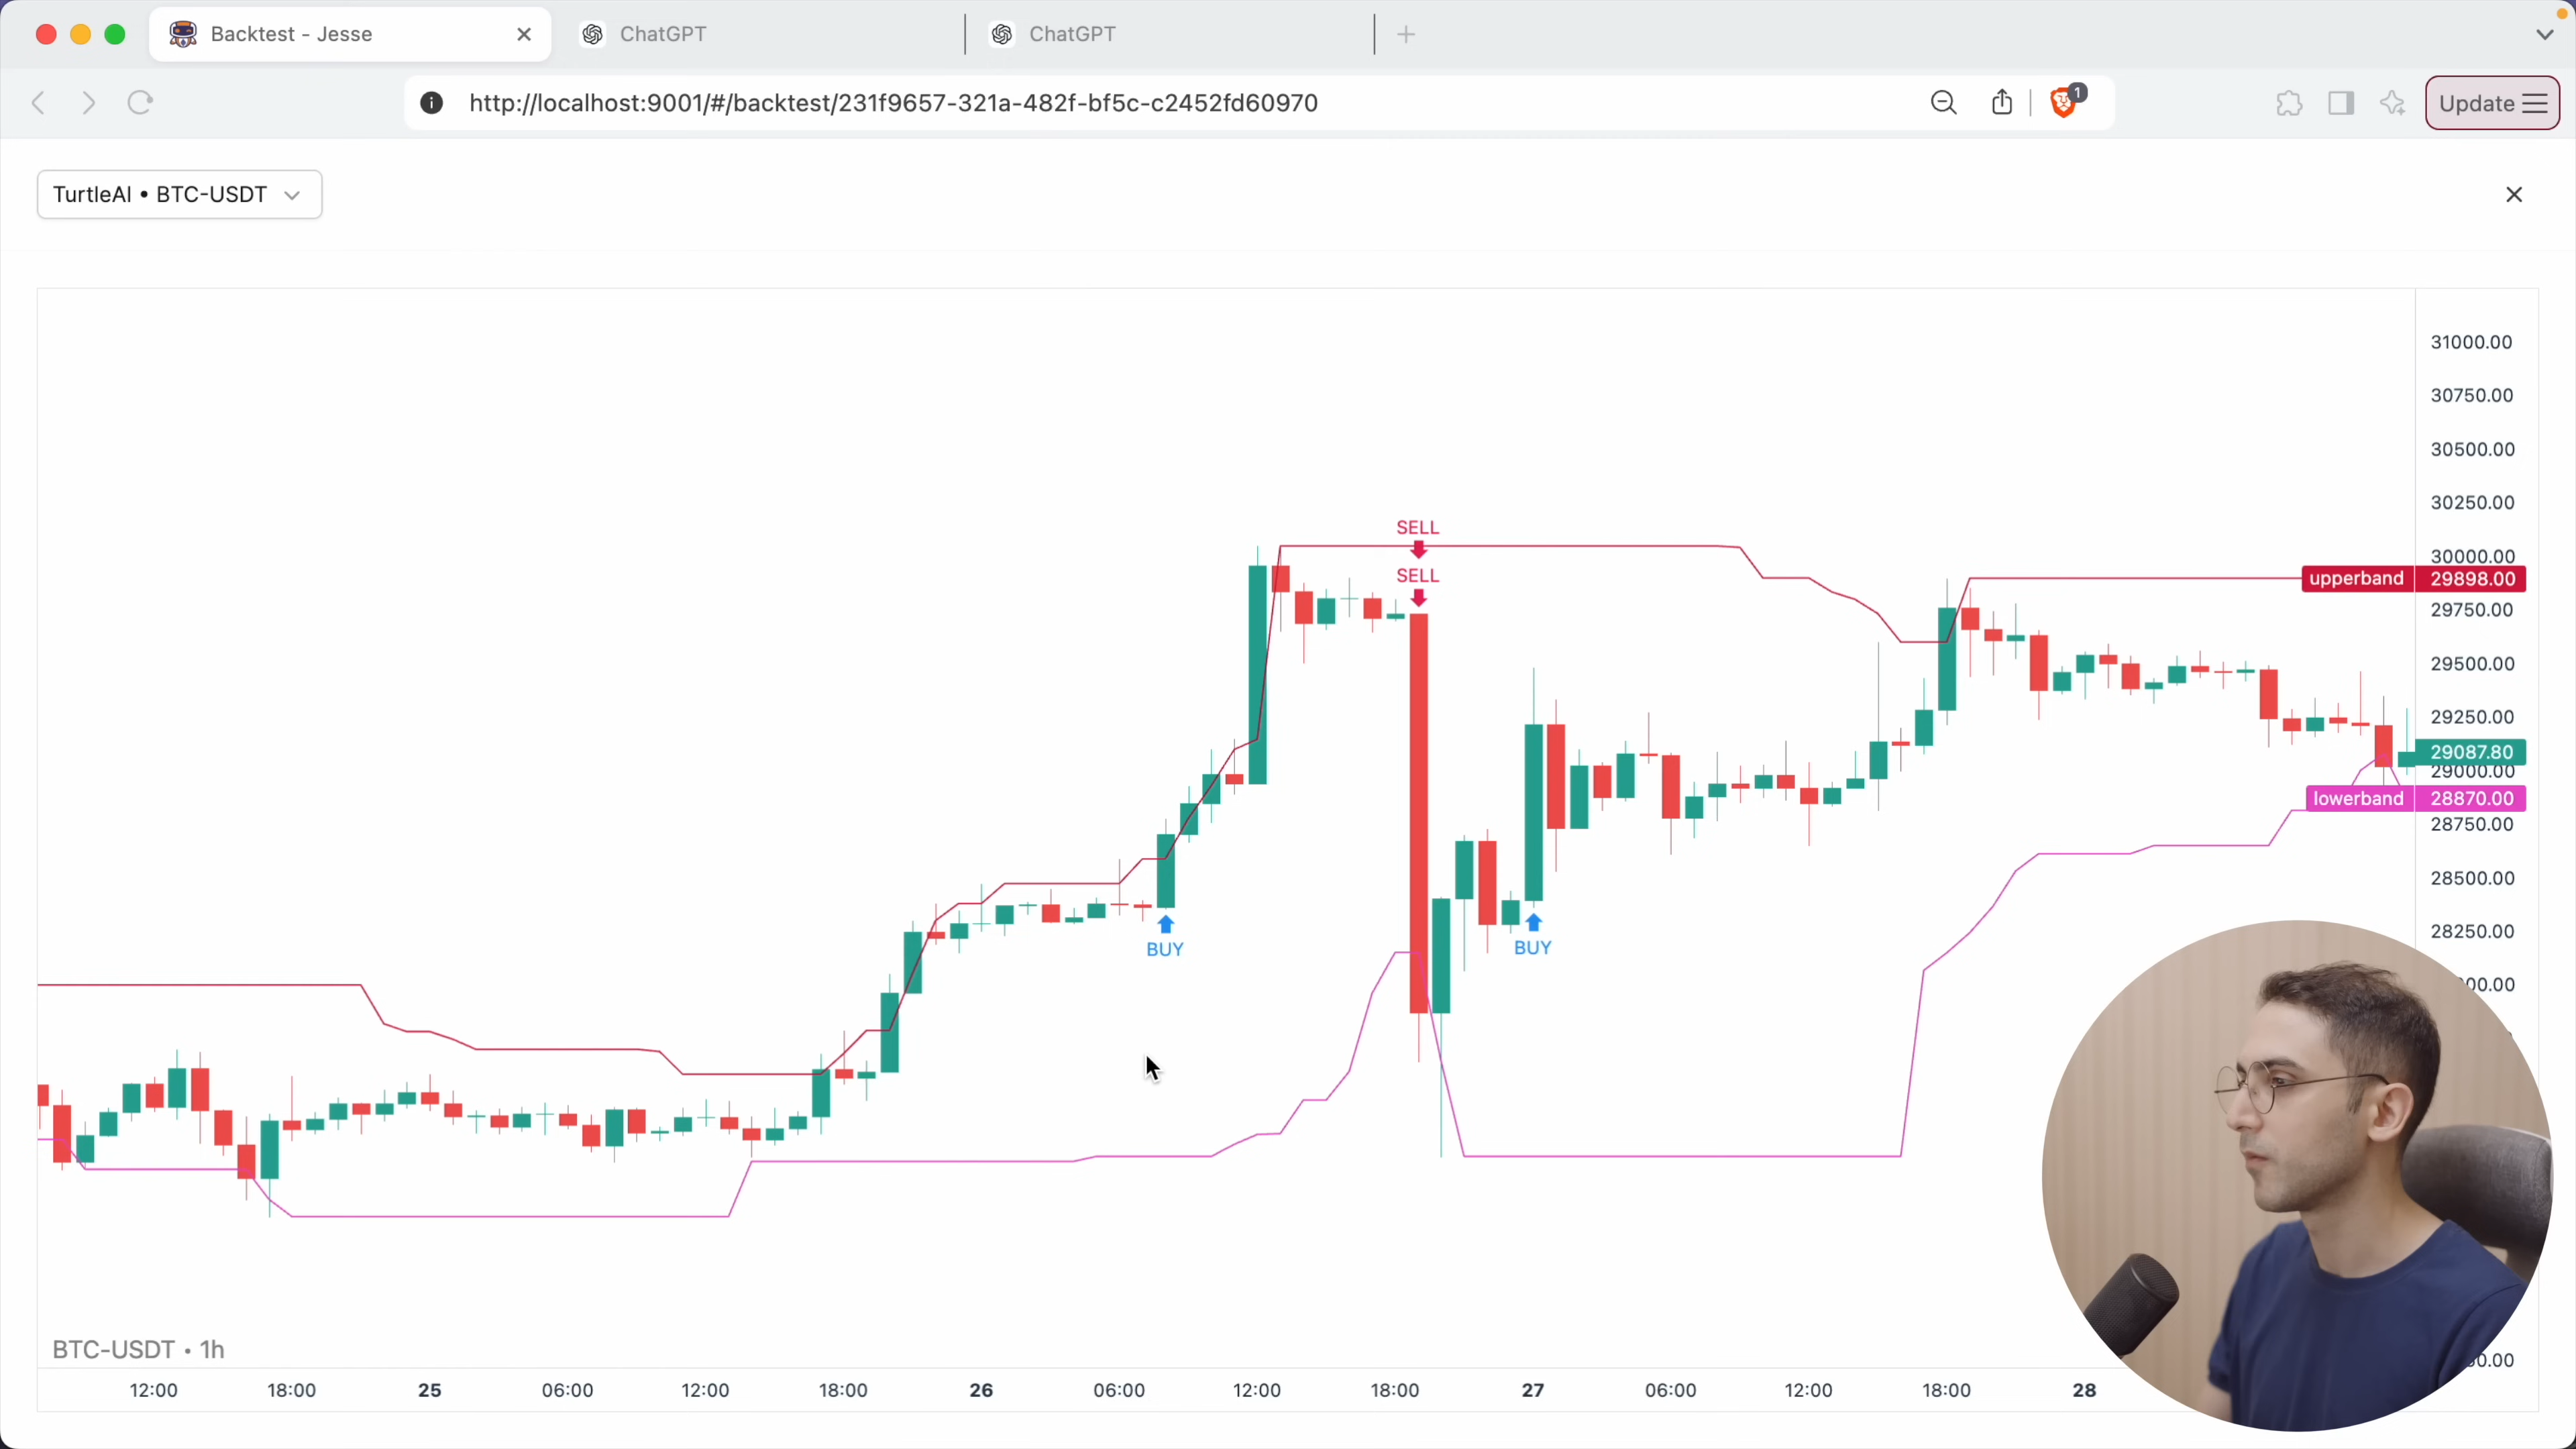 Backtest - Jesse
ChatGPT
ChatGPT
http://localhost:9001/#/backtest/231f9657-321a-482f-bf5c-c2452fd60970
1
Update
TurtleAI • BTC-USDT
31000.00
30750.00
30500.00
30250.00
SELL
30000.00
SELL
upperband 29898.00
29750.00
29500.00
29250.00
29087.80
29000.00
lowerband 28870.00
28750.00
28500.00
28250.00
BUY
BUY
BTC-USDT • 1h
12:00 18:00 25 06:00 12:00 18:00 26 06:00 12:00 18:00 27 06:00 12:00 18:00 28